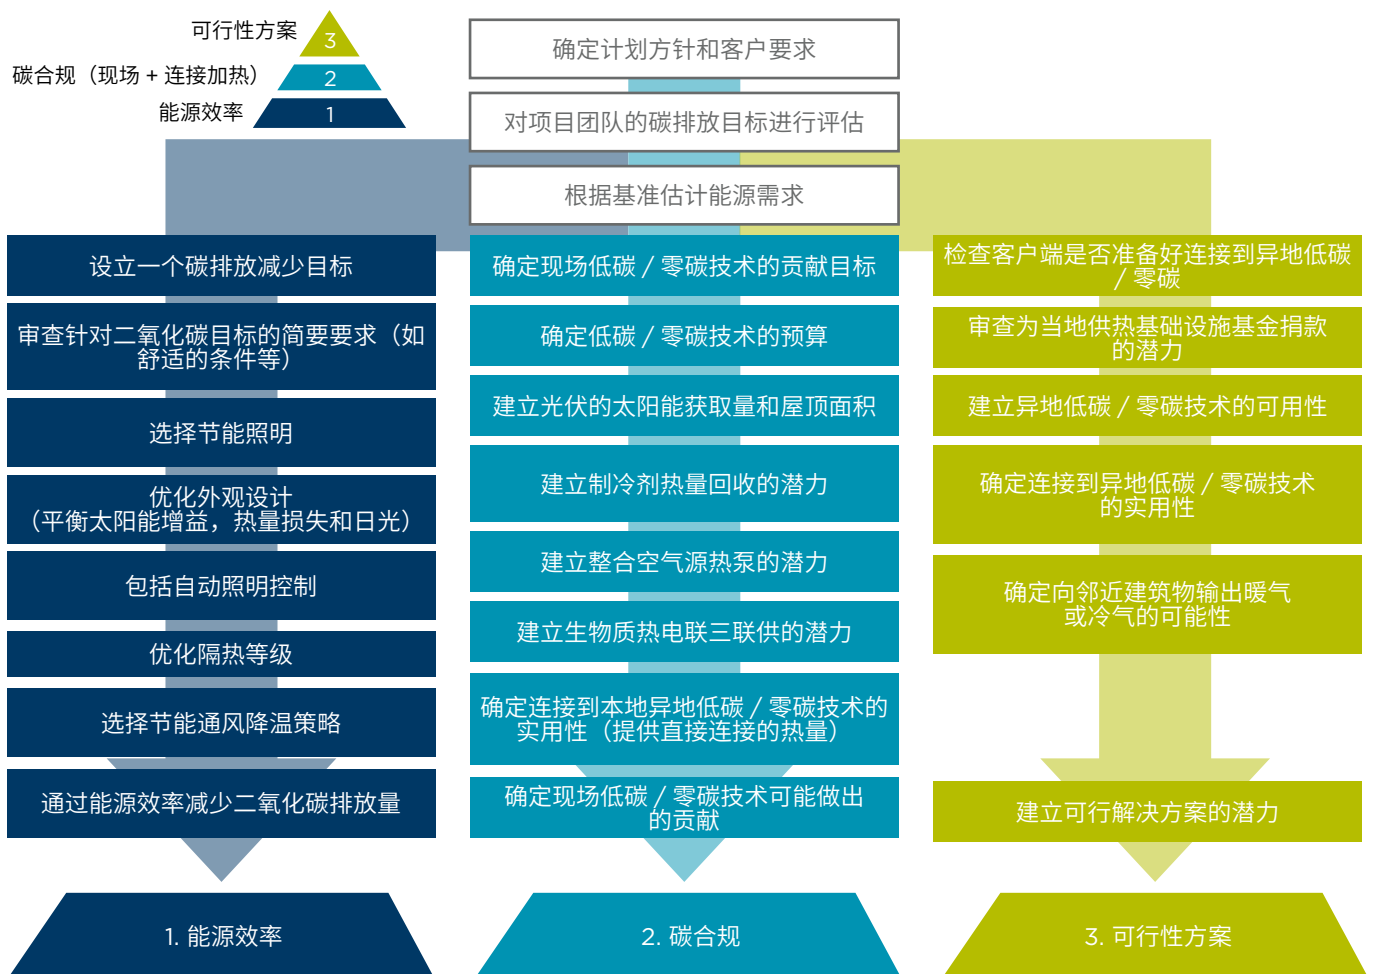 可行性方案
3
碳合规（现场 + 连接加热）
2
能源效率
1
确定计划方针和客户要求
对项目团队的碳排放目标进行评估
根据基准估计能源需求
设立一个碳排放减少目标
审查针对二氧化碳目标的简要要求（如
舒适的条件等）
选择节能照明
优化外观设计
（平衡太阳能增益，热量损失和日光）
包括自动照明控制
优化隔热等级
选择节能通风降温策略
通过能源效率减少二氧化碳排放量
1. 能源效率
确定现场低碳 / 零碳技术的贡献目标
确定低碳 / 零碳技术的预算
建立光伏的太阳能获取量和屋顶面积
建立制冷剂热量回收的潜力
建立整合空气源热泵的潜力
建立生物质热电联三联供的潜力
确定连接到本地异地低碳 / 零碳技术的
实用性（提供直接连接的热量）
确定现场低碳 / 零碳技术可能做出
的贡献
2. 碳合规
检查客户端是否准备好连接到异地低碳
/ 零碳
审查为当地供热基础设施基金捐款
的潜力
建立异地低碳 / 零碳技术的可用性
确定连接到异地低碳 / 零碳技术
的实用性
确定向邻近建筑物输出暖气
或冷气的可能性
建立可行解决方案的潜力
3. 可行性方案